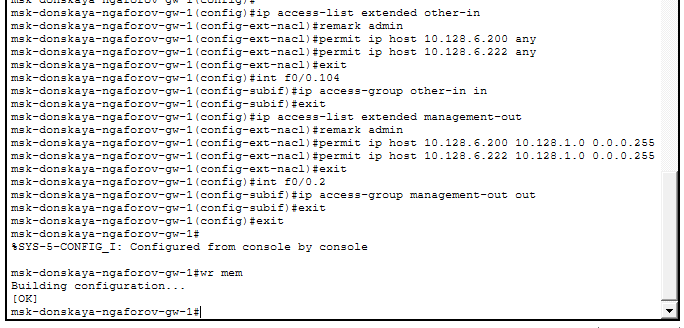 msk-donskaya-ngaforov-gw-1(config)#
msk-donskaya-ngaforov-gw-1(config)#ip access-list extended other-in
msk-donskaya-ngaforov-gw-1(config-ext-nacl)#remark admin
msk-donskaya-ngaforov-gw-1(config-ext-nacl)#permit ip host 10.128.6.200 any
msk-donskaya-ngaforov-gw-1(config-ext-nacl)#permit ip host 10.128.6.222 any
msk-donskaya-ngaforov-gw-1(config-ext-nacl)#exit
msk-donskaya-ngaforov-gw-1(config)#int f0/0.104
msk-donskaya-ngaforov-gw-1(config-subif)#ip access-group other-in in
msk-donskaya-ngaforov-gw-1(config-subif)#exit
msk-donskaya-ngaforov-gw-1(config)#ip access-list extended management-out
msk-donskaya-ngaforov-gw-1(config-ext-nacl)#remark admin
msk-donskaya-ngaforov-gw-1(config-ext-nacl)#permit ip host 10.128.6.200 10.128.1.0 0.0.0.255
msk-donskaya-ngaforov-gw-1(config-ext-nacl)#permit ip host 10.128.6.222 10.128.1.0 0.0.0.255
msk-donskaya-ngaforov-gw-1(config-ext-nacl)#exit
msk-donskaya-ngaforov-gw-1(config)#int f0/0.2
msk-donskaya-ngaforov-gw-1(config-subif)#ip access-group management-out out
msk-donskaya-ngaforov-gw-1(config-subif)#exit
msk-donskaya-ngaforov-gw-1(config)#exit
msk-donskaya-ngaforov-gw-1#
%SYS-5-CONFIG_I: Configured from console by console
msk-donskaya-ngaforov-gw-1#wr mem
Building configuration...
[OK]
msk-donskaya-ngaforov-gw-1#